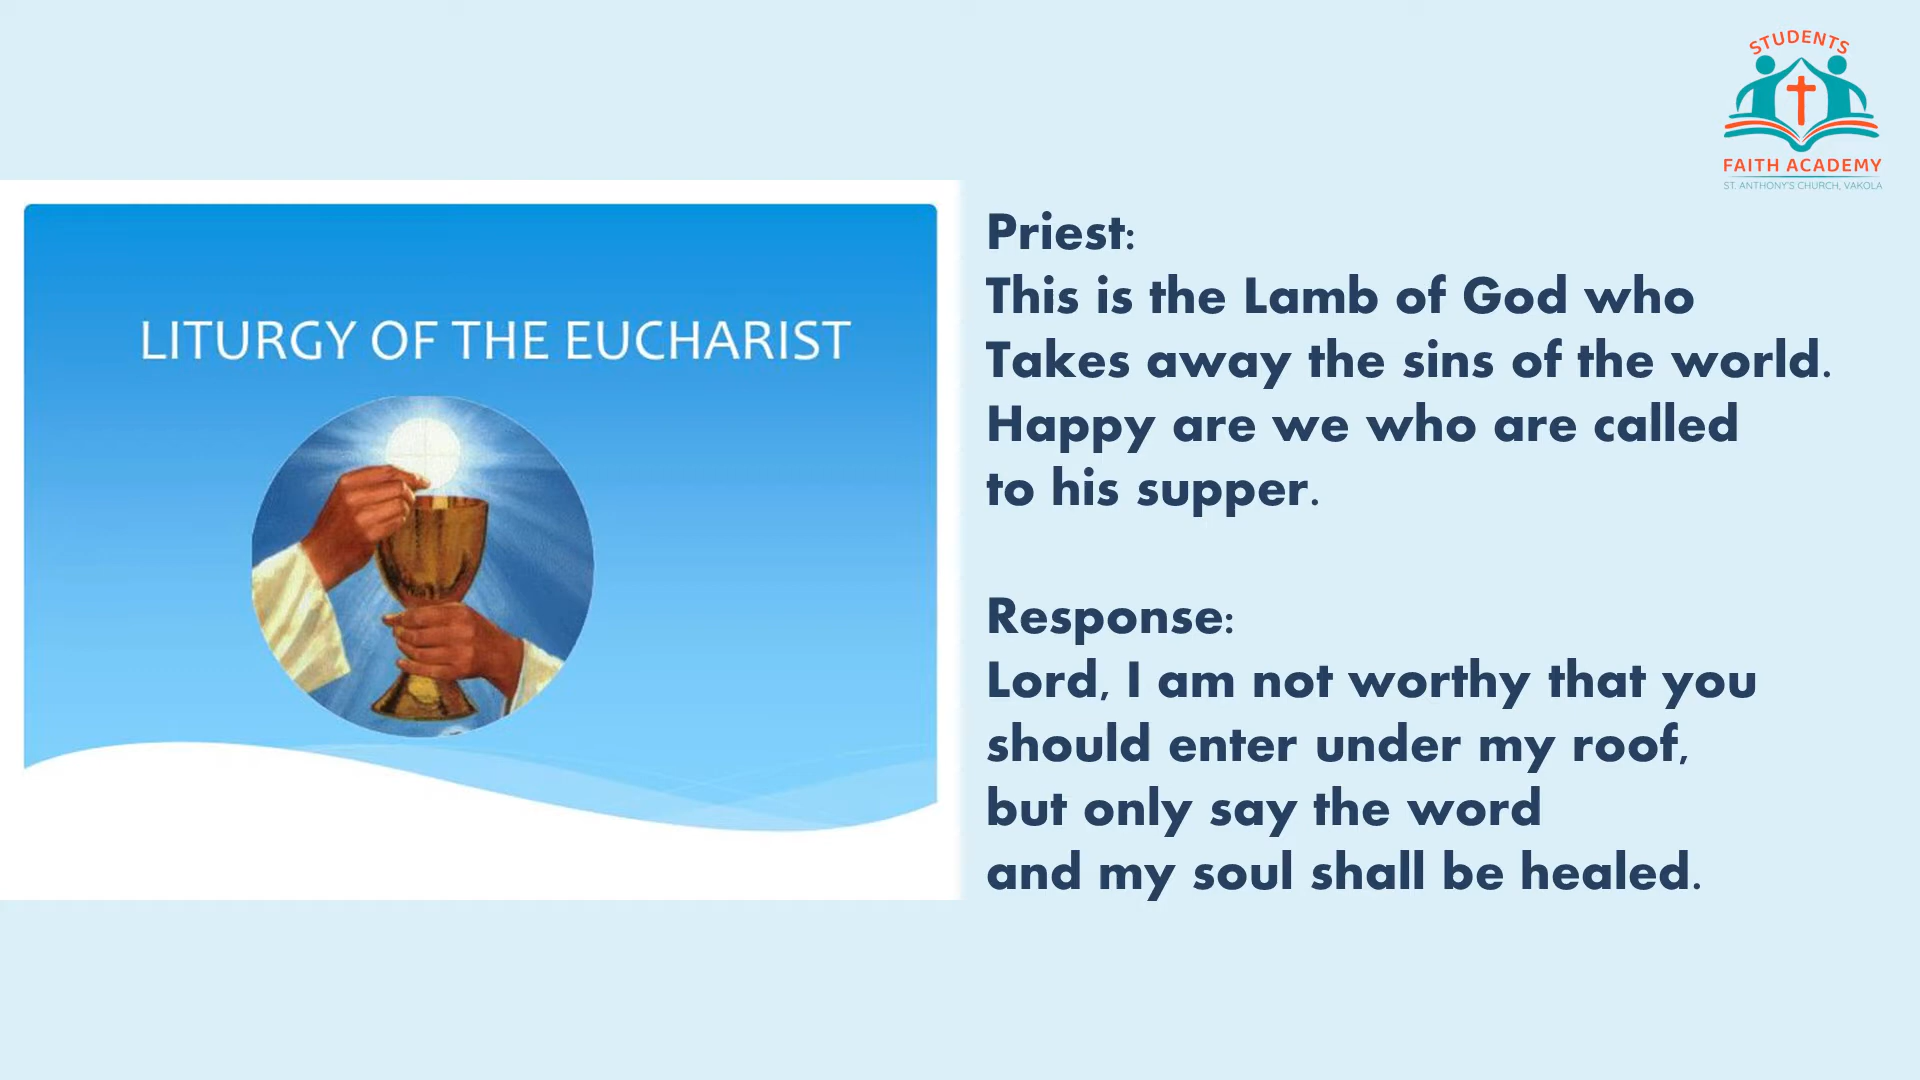 STUDENTS
FAITH ACADEMY
ST. ANTHONY'S CHURCH, VAKOLA
LITURGY OF THE EUCHARIST
Priest:
This is the Lamb of God who
Takes away the sins of the world.
Happy are we who are called
to his supper.
Response:
Lord, I am not worthy that you
should enter under my roof,
but only say the word
and my soul shall be healed.